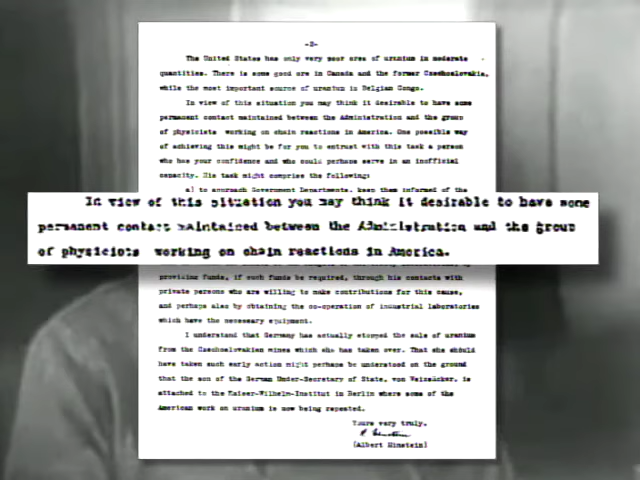 -2-
The United States has only very poor ores of uranium in moderate
quantities. There is some good ore in Canada and the former Czechoslovakia,
while the most important source of uranium is Belgian Congo.
In view of this situation you may think it desirable to have some
permanent contact maintained between the Administration and the group
of physicists working on chain reactions in America. One possible way
of achieving this might be for you to entrust with this task a person
who has your confidence and who could perhaps serve in an inofficial
capacity. His task might comprise the following:
a) to approach Government Departments, keep them informed of the
In view of this situation you may think it desirable to have some
permanent contact maintained between the Administration and the group
of physicists working on chain reactions in America.
providing funds, if such funds be required, through his contacts with
private persons who are willing to make contributions for this cause,
and perhaps also by obtaining the co-operation of industrial laboratories
which have the necessary equipment.
I understand that Germany has actually stopped the sale of uranium
from the Czechoslovakian mines which she has taken over. That she should
have taken such early action might perhaps be understood on the ground
that the son of the German Under-Secretary of State, von Weizsäcker, is
attached to the Kaiser-Wilhelm-Institut in Berlin where some of the
American work on uranium is now being repeated.
Yours very truly,
(Albert Einstein)